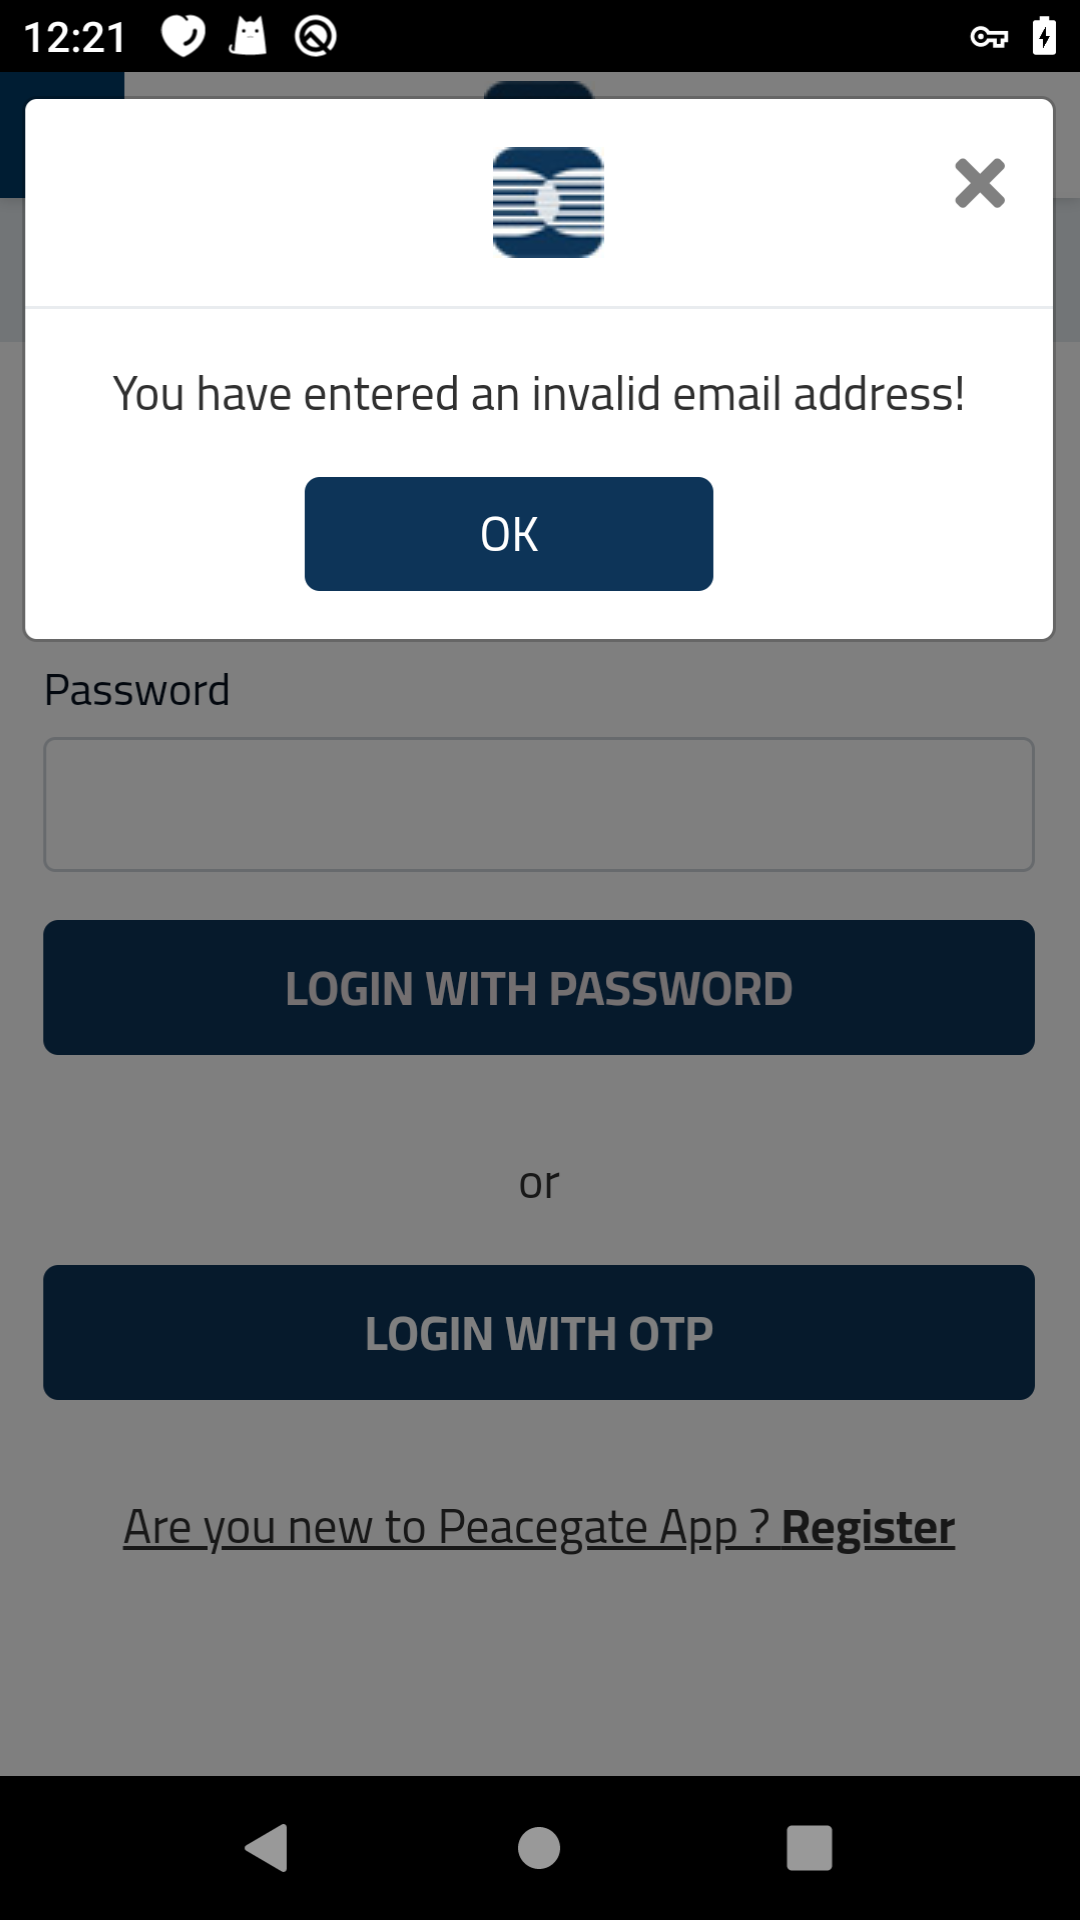 12:21
You have entered an invalid email address!
OK
Password
LOGIN WITH PASSWORD
or
LOGIN WITH OTP
Are you new to Peacegate App ? Register